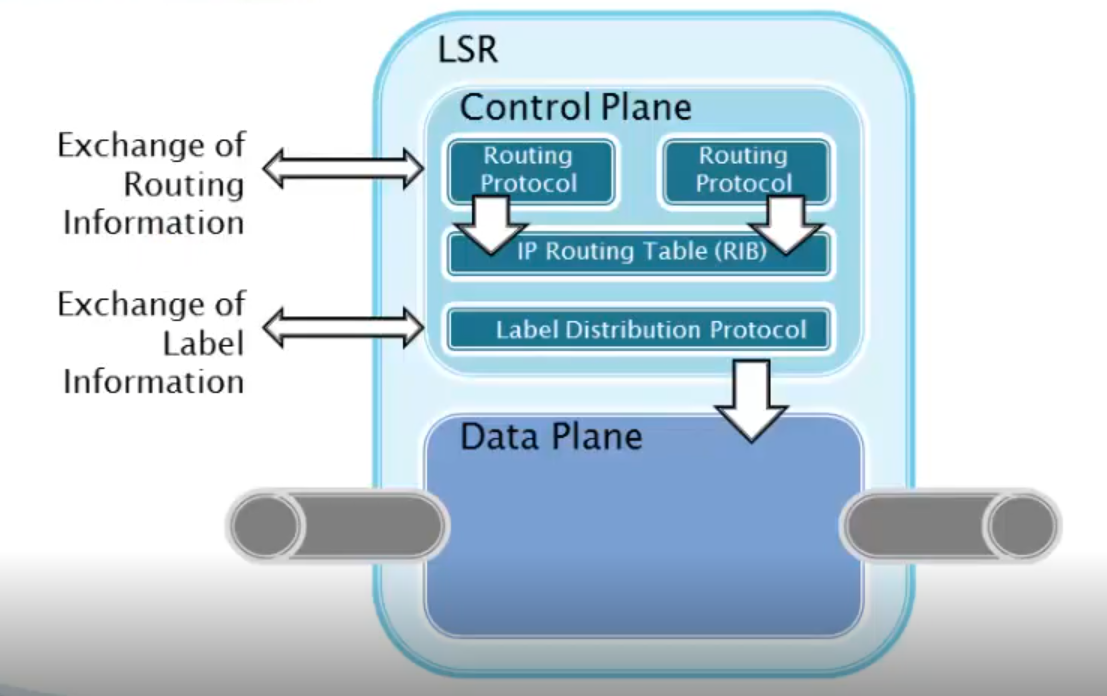 LSR
Control Plane
Exchange of
Routing
Information
Routing
Protocol
Routing
Protocol
IP Routing Table (RIB)
Exchange of
Label
Information
Label Distribution Protocol
Data Plane